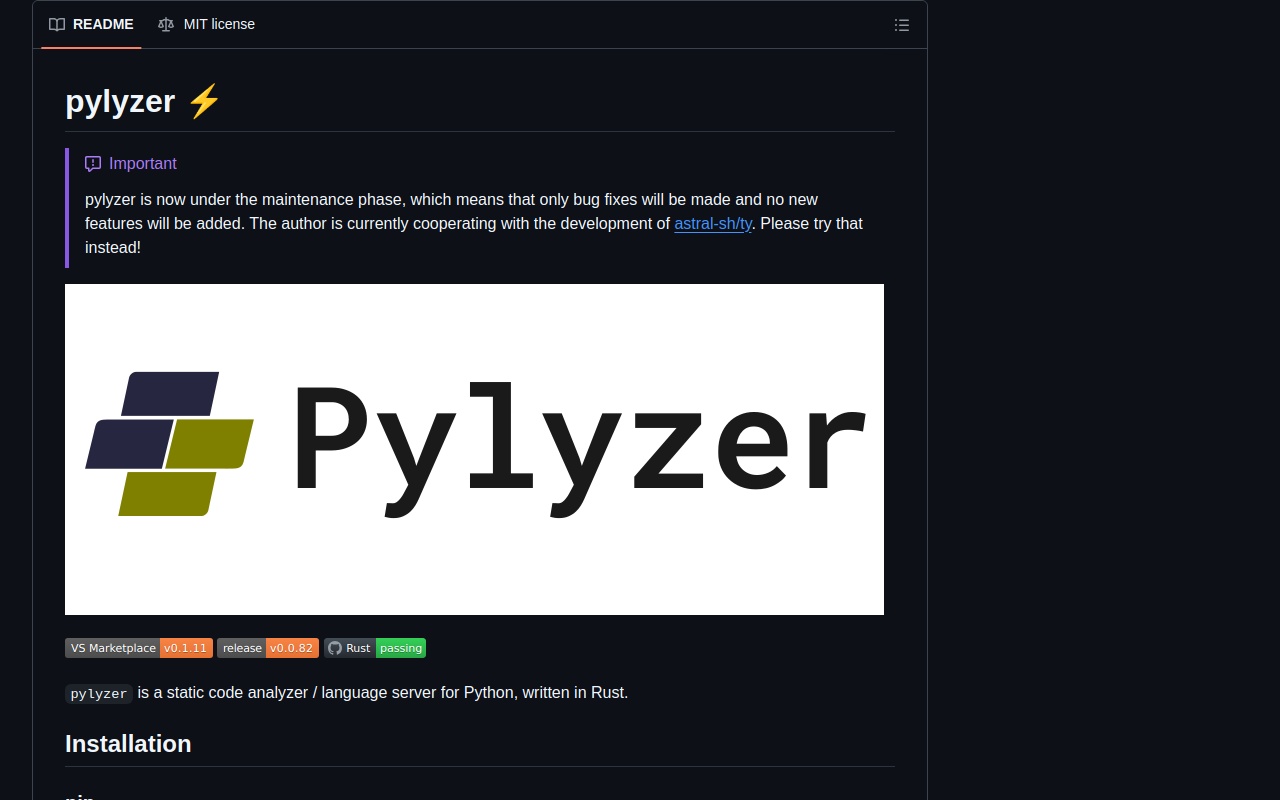 README MIT license
pylyzer ⚡
Important
pylyzer is now under the maintenance phase, which means that only bug fixes will be made and no new
features will be added. The author is currently cooperating with the development of astral-sh/ty. Please try that
instead!
Pylyzer
VS Marketplace v0.1.11 release v0.0.82 Rust passing
pylyzer is a static code analyzer / language server for Python, written in Rust.
Installation